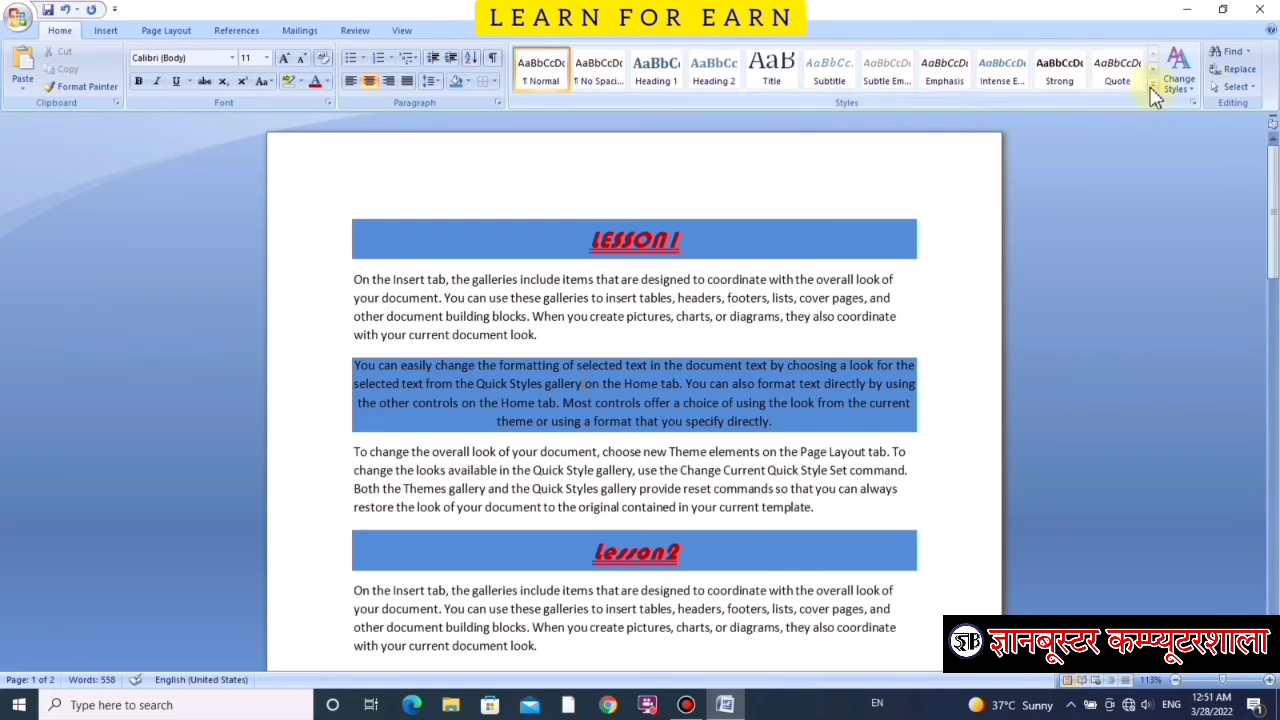 LEARN FOR EARN
Home Insert Page Layout References Mailings Review View
Paste
Cut
Copy
Format Painter
Clipboard
Calibri (Body) 11
Font
Paragraph
AaBbCcDc AaBbCcDc AaBbC AaBbCc AaB AaBbCc. AaBbCcDc AaBbCcDc AaBbCcDc AaBbCcDc AaBbCcDc
¶ Normal ¶ No Spaci... Heading 1 Heading 2 Title Subtitle Subtle Em... Emphasis Intense E... Strong Quote
Styles
Change Styles
Find
Replace
Select
Editing
LESSON 1
On the Insert tab, the galleries include items that are designed to coordinate with the overall look of
your document. You can use these galleries to insert tables, headers, footers, lists, cover pages, and
other document building blocks. When you create pictures, charts, or diagrams, they also coordinate
with your current document look.
You can easily change the formatting of selected text in the document text by choosing a look for the
selected text from the Quick Styles gallery on the Home tab. You can also format text directly by using
the other controls on the Home tab. Most controls offer a choice of using the look from the current
theme or using a format that you specify directly.
To change the overall look of your document, choose new Theme elements on the Page Layout tab. To
change the looks available in the Quick Style gallery, use the Change Current Quick Style Set command.
Both the Themes gallery and the Quick Styles gallery provide reset commands so that you can always
restore the look of your document to the original contained in your current template.
Lesson2
On the Insert tab, the galleries include items that are designed to coordinate with the overall look of
your document. You can use these galleries to insert tables, headers, footers, lists, cover pages, and
other document building blocks. When you create pictures, charts, or diagrams, they also coordinate
with your current document look.
ज्ञानबूस्टर कम्प्यूटरशाला
Page: 1 of 2 Words: 558 English (United States) 113%
Type here to search
EN
37°C Sunny
ENG
12:51 AM
3/28/2022